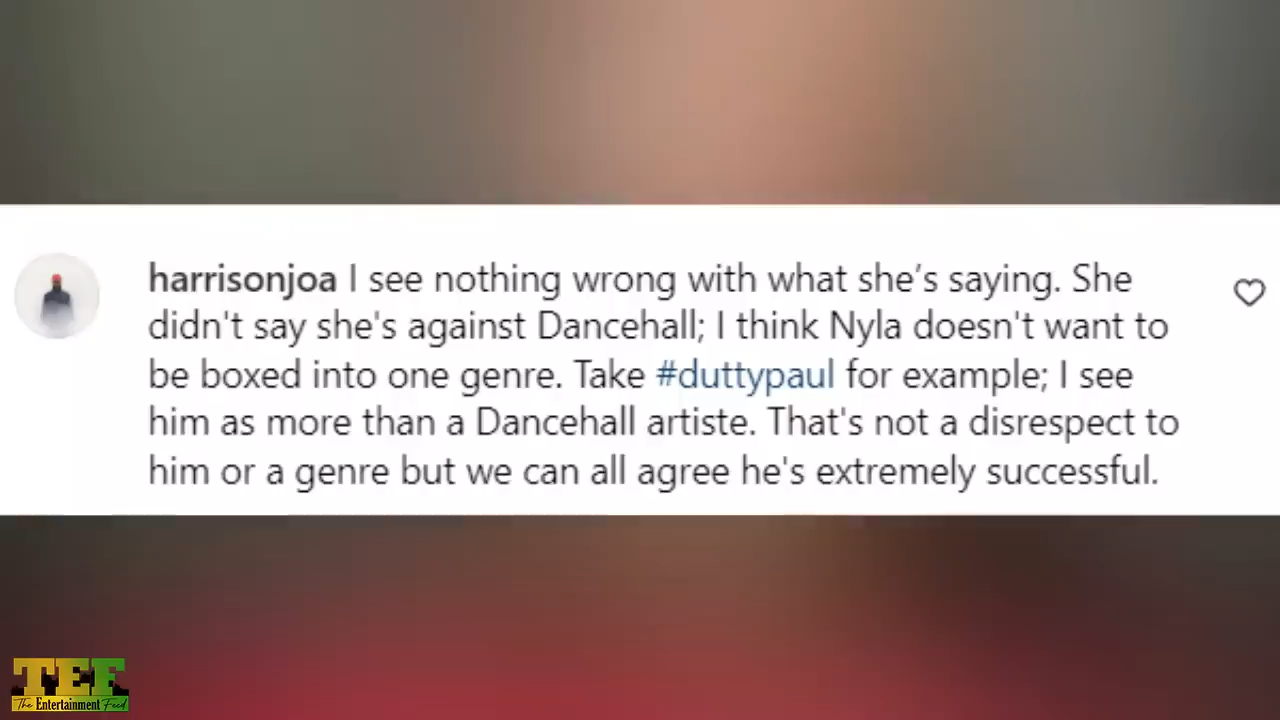 harrisonjoa I see nothing wrong with what she's saying. She
didn't say she's against Dancehall; I think Nyla doesn't want to
be boxed into one genre. Take #duttypaul for example; I see
him as more than a Dancehall artiste. That's not a disrespect to
him or a genre but we can all agree he's extremely successful.
TEF
The Entertainment Feed